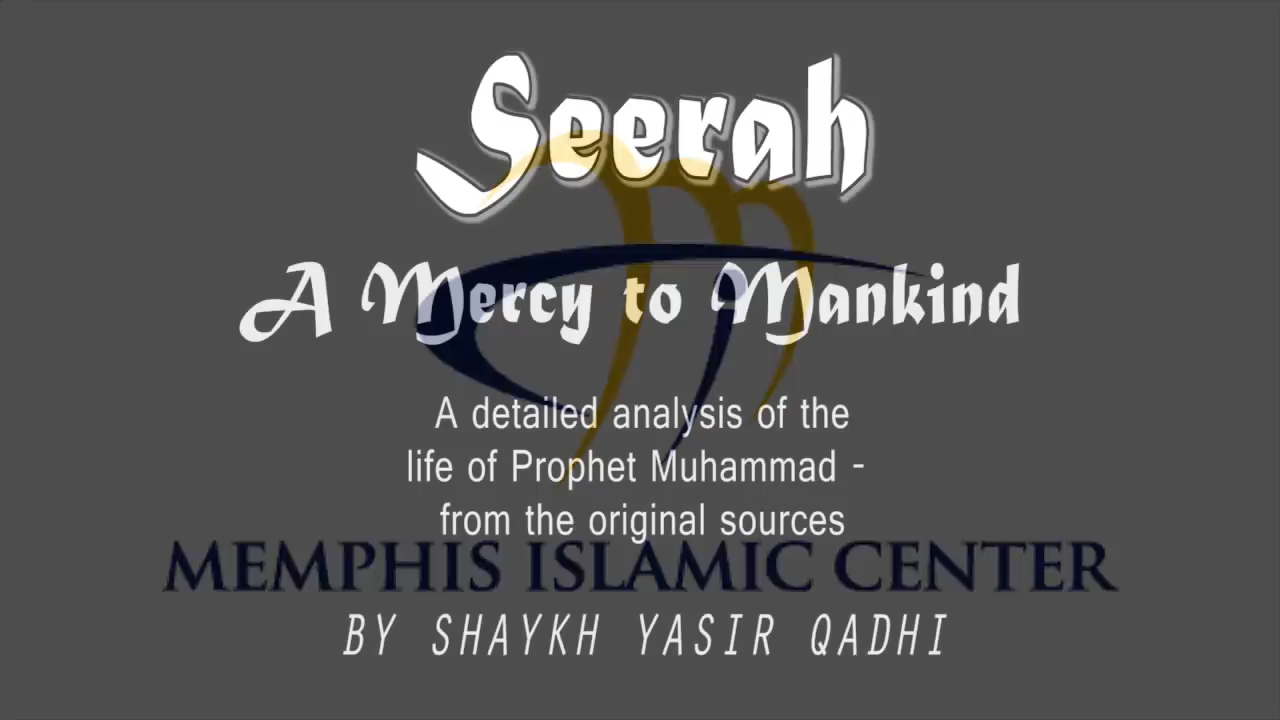 Seerah
A Mercy to Mankind
A detailed analysis of the
life of Prophet Muhammad -
from the original sources
MEMPHIS ISLAMIC CENTER
BY SHAYKH YASIR QADHI